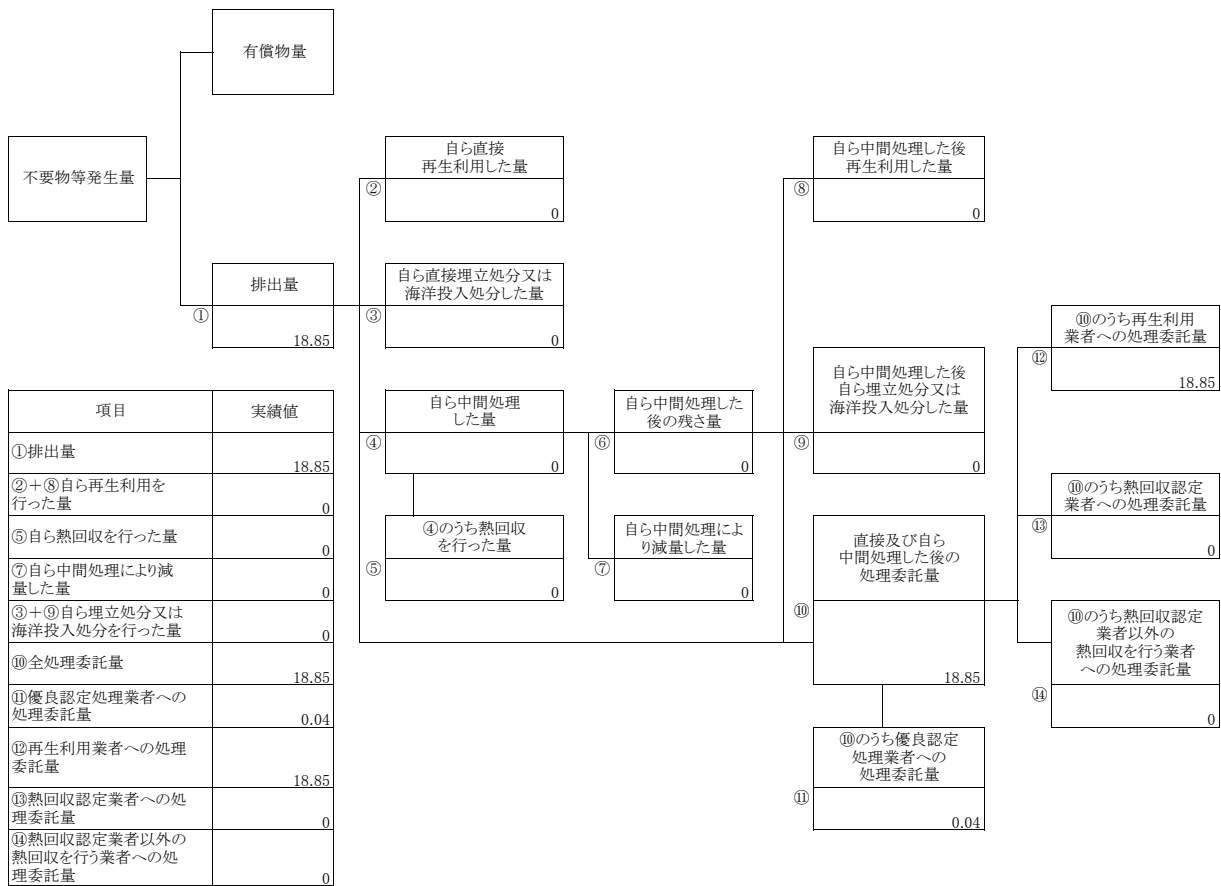 有償物量
不要物等発生量
排出量
①
18.85
自ら直接
再生利用した量
②
0
自ら直接埋立処分又は
海洋投入処分した量
③
0
自ら中間処理
した量
④
0
④のうち熱回収
を行った量
⑤
0
自ら中間処理した
後の残さ量
⑥
0
自ら中間処理によ
り減量した量
⑦
0
自ら中間処理した後
再生利用した量
⑧
0
自ら中間処理した後
自ら埋立処分又は
海洋投入処分した量
⑨
0
直接及び自ら
中間処理した後の
処理委託量
⑩
18.85
⑩のうち優良認定
処理業者への
処理委託量
⑪
0.04
⑩のうち再生利用
業者への処理委託量
⑫
18.85
⑩のうち熱回収認定
業者への処理委託量
⑬
0
⑩のうち熱回収認定
業者以外の
熱回収を行う業者
への処理委託量
⑭
0
項目 実績値
①排出量
18.85
②＋⑧自ら再生利用を
行った量
0
⑤自ら熱回収を行った量
0
⑦自ら中間処理により減
量した量
0
③＋⑨自ら埋立処分又は
海洋投入処分を行った量
0
⑩全処理委託量
18.85
⑪優良認定処理業者への
処理委託量
0.04
⑫再生利用業者への処理
委託量
18.85
⑬熱回収認定業者への処
理委託量
0
⑭熱回収認定業者以外の
熱回収を行う業者への処
理委託量
0